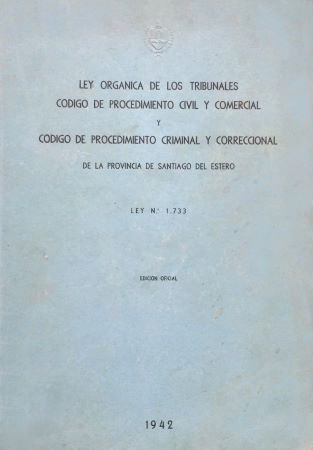 LEY ORGANICA DE LOS TRIBUNALES
CODIGO DE PROCEDIMIENTO CIVIL Y COMERCIAL
Y
CODIGO DE PROCEDIMIENTO CRIMINAL Y CORRECCIONAL
DE LA PROVINCIA DE SANTIAGO DEL ESTERO
LEY N.° 1.733
EDICION OFICIAL
1942